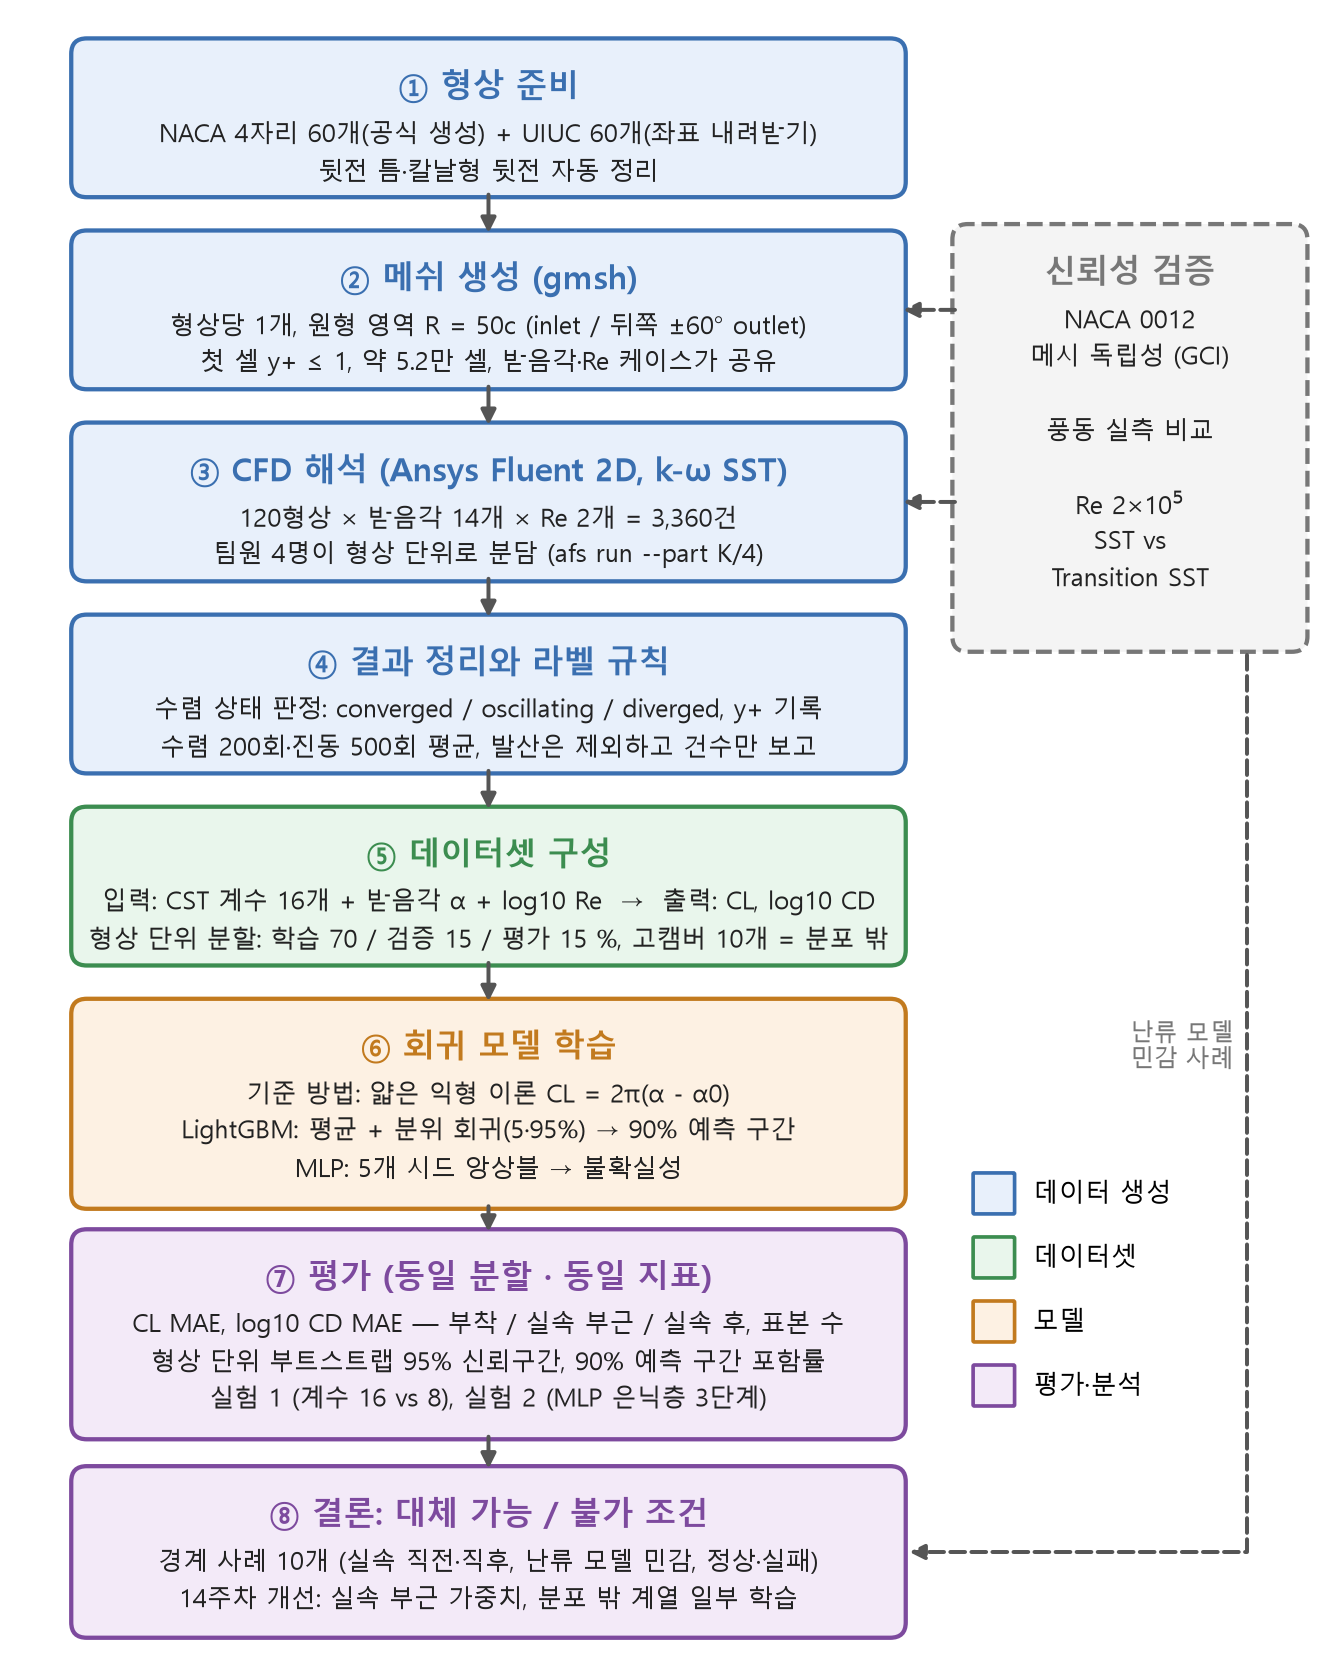 ① 형상 준비
NACA 4자리 60개(공식 생성) + UIUC 60개(좌표 내려받기)
뒷전 틈·칼날형 뒷전 자동 정리
② 메쉬 생성 (gmsh)
형상당 1개, 원형 영역 R = 50c (inlet / 뒤쪽 ±60° outlet)
첫 셀 y+ ≤ 1, 약 5.2만 셀, 받음각·Re 케이스가 공유
신뢰성 검증
NACA 0012
메시 독립성 (GCI)
풍동 실측 비교
Re 2×10⁵
SST vs
Transition SST
③ CFD 해석 (Ansys Fluent 2D, k-ω SST)
120형상 × 받음각 14개 × Re 2개 = 3,360건
팀원 4명이 형상 단위로 분담 (afs run --part K/4)
④ 결과 정리와 라벨 규칙
수렴 상태 판정: converged / oscillating / diverged, y+ 기록
수렴 200회·진동 500회 평균, 발산은 제외하고 건수만 보고
⑤ 데이터셋 구성
입력: CST 계수 16개 + 받음각 α + log10 Re → 출력: CL, log10 CD
형상 단위 분할: 학습 70 / 검증 15 / 평가 15 %, 고캠버 10개 = 분포 밖
⑥ 회귀 모델 학습
기준 방법: 얇은 익형 이론 CL = 2π(α - α0)
LightGBM: 평균 + 분위 회귀(5·95%) → 90% 예측 구간
MLP: 5개 시드 앙상블 → 불확실성
난류 모델
민감 사례
데이터 생성
데이터셋
모델
평가·분석
⑦ 평가 (동일 분할 · 동일 지표)
CL MAE, log10 CD MAE — 부착 / 실속 부근 / 실속 후, 표본 수
형상 단위 부트스트랩 95% 신뢰구간, 90% 예측 구간 포함률
실험 1 (계수 16 vs 8), 실험 2 (MLP 은닉층 3단계)
⑧ 결론: 대체 가능 / 불가 조건
경계 사례 10개 (실속 직전·직후, 난류 모델 민감, 정상·실패)
14주차 개선: 실속 부근 가중치, 분포 밖 계열 일부 학습